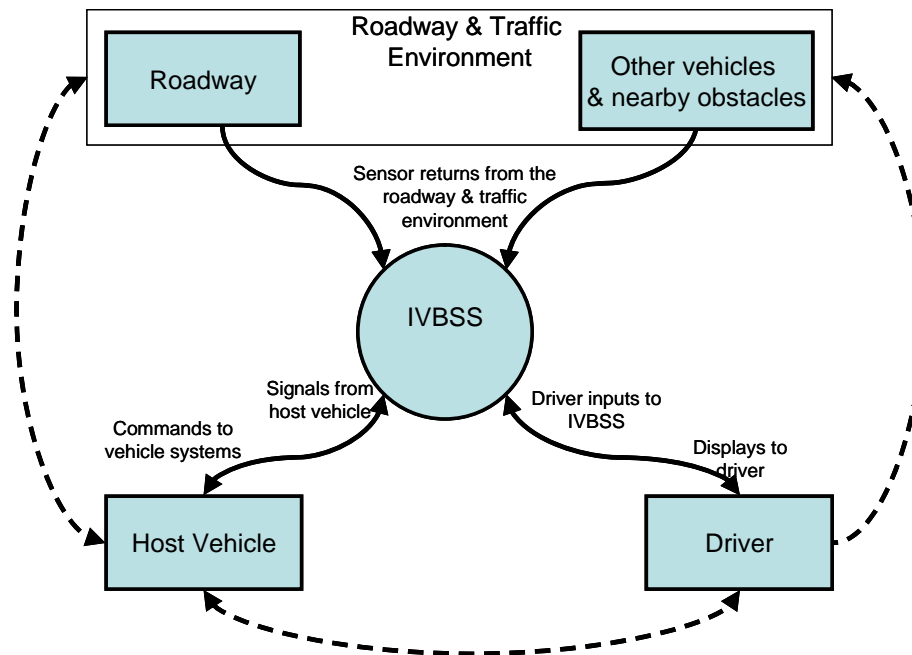 Roadway & Traffic
Environment
Roadway
Other vehicles
& nearby obstacles
Sensor returns from the
roadway & traffic
environment
IVBSS
Signals from
host vehicle
Driver inputs to
IVBSS
Commands to
vehicle systems
Displays to
driver
Host Vehicle
Driver